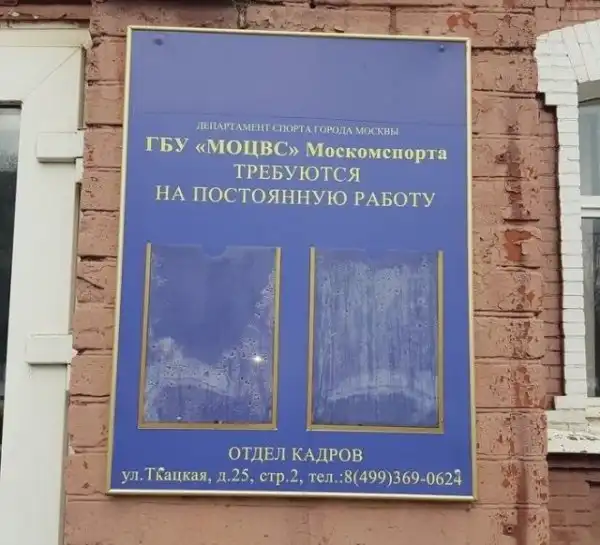 ДЕПАРТАМЕНТ СПОРТА ГОРОДА МОСКВЫ
ГБУ «МОЦВС» Москомспорта
ТРЕБУЮТСЯ
НА ПОСТОЯННУЮ РАБОТУ
ОТДЕЛ КАДРОВ
ул.Ткацкая, д.25, стр.2, тел.:8(499)369-0624